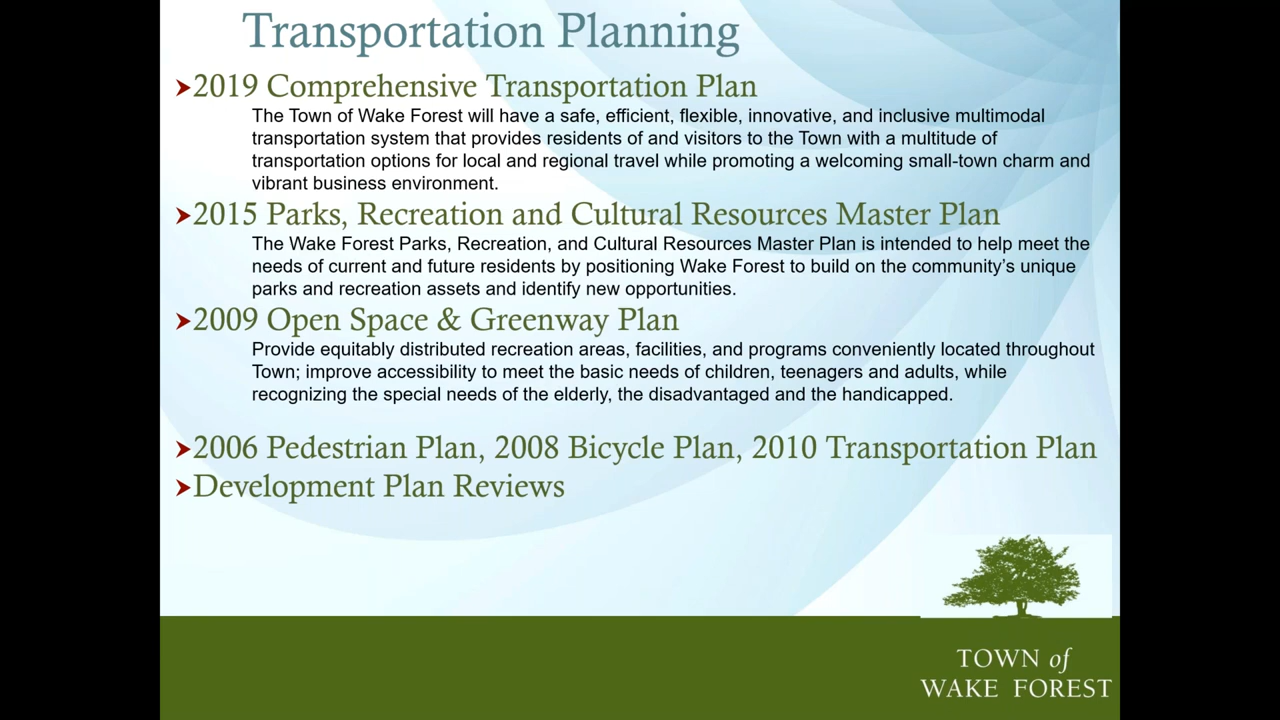 Transportation Planning
2019 Comprehensive Transportation Plan
The Town of Wake Forest will have a safe, efficient, flexible, innovative, and inclusive multimodal
transportation system that provides residents of and visitors to the Town with a multitude of
transportation options for local and regional travel while promoting a welcoming small-town charm and
vibrant business environment.
2015 Parks, Recreation and Cultural Resources Master Plan
The Wake Forest Parks, Recreation, and Cultural Resources Master Plan is intended to help meet the
needs of current and future residents by positioning Wake Forest to build on the community’s unique
parks and recreation assets and identify new opportunities.
2009 Open Space & Greenway Plan
Provide equitably distributed recreation areas, facilities, and programs conveniently located throughout
Town; improve accessibility to meet the basic needs of children, teenagers and adults, while
recognizing the special needs of the elderly, the disadvantaged and the handicapped.
2006 Pedestrian Plan, 2008 Bicycle Plan, 2010 Transportation Plan
Development Plan Reviews
TOWN of
WAKE FOREST